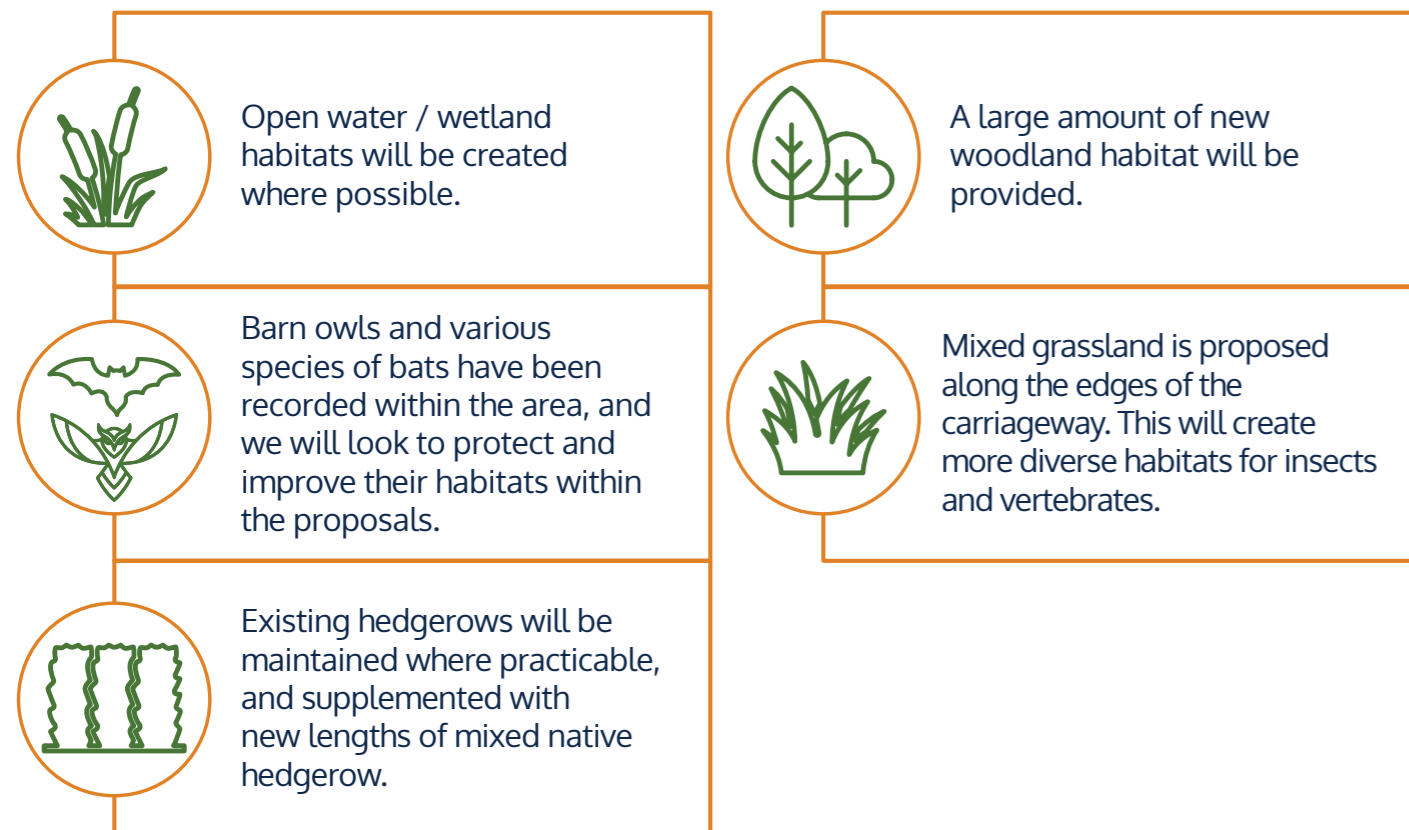 Open water / wetland
habitats will be created
where possible.
Barn owls and various
species of bats have been
recorded within the area, and
we will look to protect and
improve their habitats within
the proposals.
Existing hedgerows will be
maintained where practicable,
and supplemented with
new lengths of mixed native
hedgerow.
A large amount of new
woodland habitat will be
provided.
Mixed grassland is proposed
along the edges of the
carriageway. This will create
more diverse habitats for insects
and vertebrates.